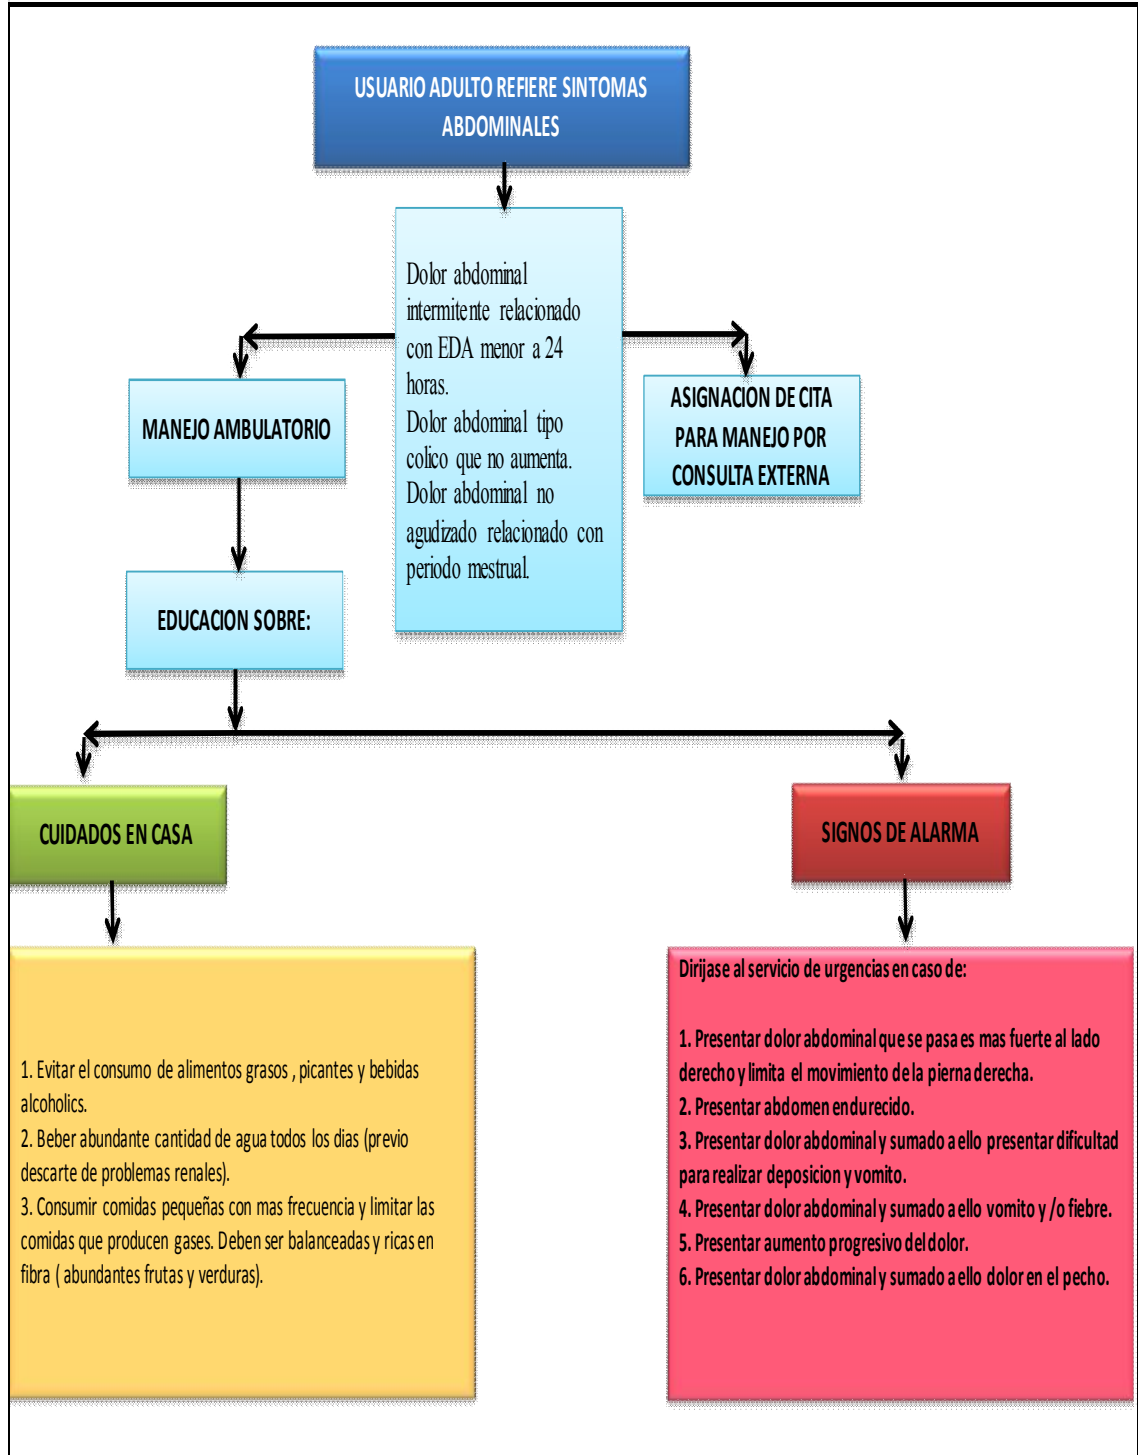 USUARIO ADULTO REFIERE SINTOMAS
ABDOMINALES
Dolor abdominal
intermitente relacionado
con EDA menor a 24
horas.
Dolor abdominal tipo
colico que no aumenta.
Dolor abdominal no
agudizado relacionado con
periodo mestrual.
MANEJO AMBULATORIO
ASIGNACION DE CITA
PARA MANEJO POR
CONSULTA EXTERNA
EDUCACION SOBRE:
CUIDADOS EN CASA
SIGNOS DE ALARMA
1. Evitar el consumo de alimentos grasos , picantes y bebidas
alcoholics.
2. Beber abundante cantidad de agua todos los dias (previo
descarte de problemas renales).
3. Consumir comidas pequeñas con mas frecuencia y limitar las
comidas que producen gases. Deben ser balanceadas y ricas en
fibra ( abundantes frutas y verduras).
Dirijase al servicio de urgencias en caso de:
1. Presentar dolor abdominal que se pasa es mas fuerte al lado
derecho y limita el movimiento de la pierna derecha.
2. Presentar abdomen endurecido.
3. Presentar dolor abdominal y sumado a ello presentar dificultad
para realizar deposicion y vomito.
4. Presentar dolor abdominal y sumado a ello vomito y /o fiebre.
5. Presentar aumento progresivo del dolor.
6. Presentar dolor abdominal y sumado a ello dolor en el pecho.